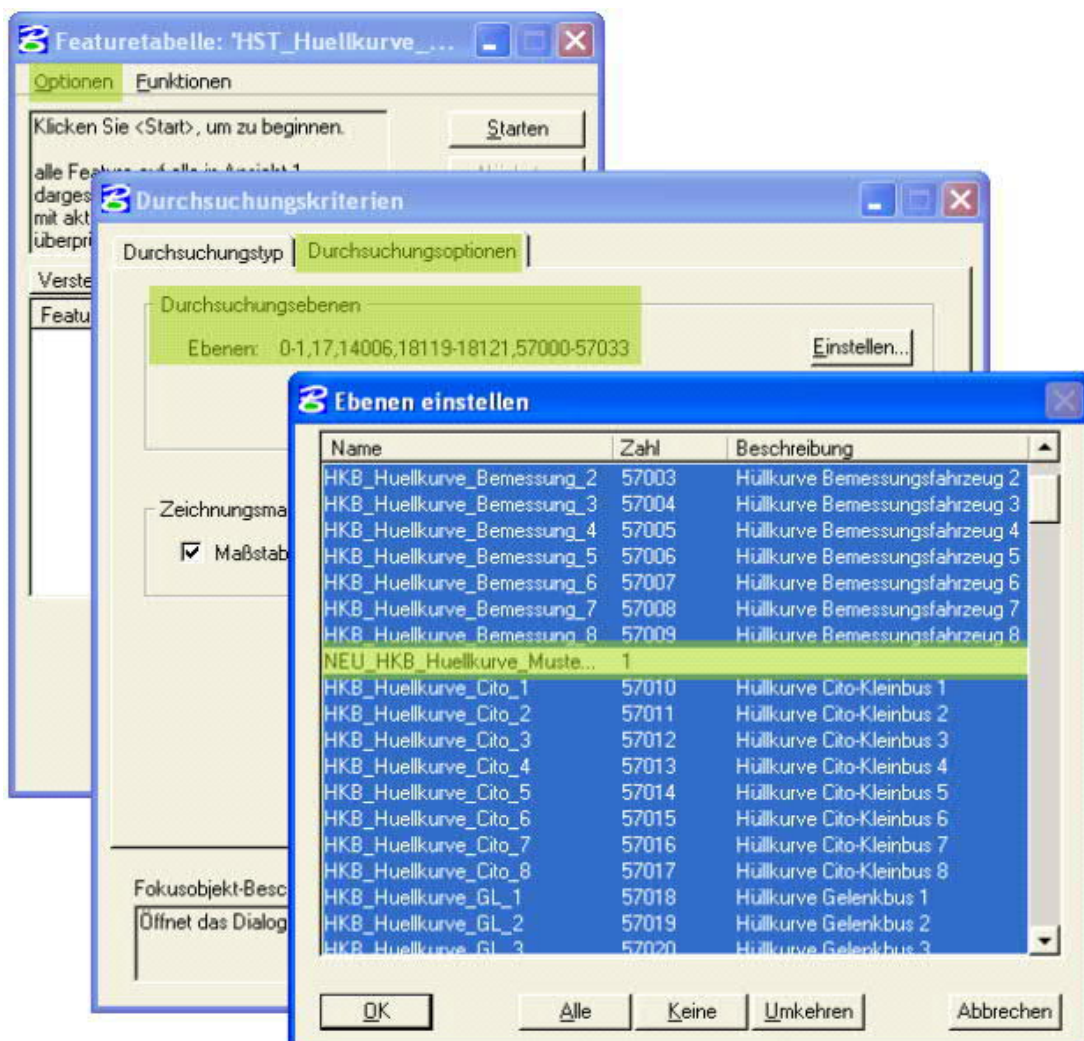 Featuretabelle: 'HST_Huellkurve_...
Optionen Funktionen
Klicken Sie <Start>, um zu beginnen.
Starten
alle
darges
mit akt
überpri
Verste
Featu
Durchsuchungskriterien
Durchsuchungstyp Durchsuchungsoptionen
Durchsuchungsebenen
Ebenen: 0-1,17,14006,18119-18121,57000-57033
Einstellen...
Zeichnungsma
Maßstab
Fokusobjekt-Besc
Öffnet das Dialog
Ebenen einstellen
Name Zahl Beschreibung
HKB_Huellkurve_Bemessung_2 57003 Hüllkurve Bemessungsfahrzeug 2
HKB_Huellkurve_Bemessung_3 57004 Hüllkurve Bemessungsfahrzeug 3
HKB_Huellkurve_Bemessung_4 57005 Hüllkurve Bemessungsfahrzeug 4
HKB_Huellkurve_Bemessung_5 57006 Hüllkurve Bemessungsfahrzeug 5
HKB_Huellkurve_Bemessung_6 57007 Hüllkurve Bemessungsfahrzeug 6
HKB_Huellkurve_Bemessung_7 57008 Hüllkurve Bemessungsfahrzeug 7
HKB_Huellkurve_Bemessung_8 57009 Hüllkurve Bemessungsfahrzeug 8
NEU_HKB_Huellkurve_Muste... 1
HKB_Huellkurve_Cito_1 57010 Hüllkurve Cito-Kleinbus 1
HKB_Huellkurve_Cito_2 57011 Hüllkurve Cito-Kleinbus 2
HKB_Huellkurve_Cito_3 57012 Hüllkurve Cito-Kleinbus 3
HKB_Huellkurve_Cito_4 57013 Hüllkurve Cito-Kleinbus 4
HKB_Huellkurve_Cito_5 57014 Hüllkurve Cito-Kleinbus 5
HKB_Huellkurve_Cito_6 57015 Hüllkurve Cito-Kleinbus 6
HKB_Huellkurve_Cito_7 57016 Hüllkurve Cito-Kleinbus 7
HKB_Huellkurve_Cito_8 57017 Hüllkurve Cito-Kleinbus 8
HKB_Huellkurve_GL_1 57018 Hüllkurve Gelenkbus 1
HKB_Huellkurve_GL_2 57019 Hüllkurve Gelenkbus 2
HKB_Huellkurve_GL_3 57020 Hüllkurve Gelenkbus 3
OK Alle Keine Umkehren Abbrechen